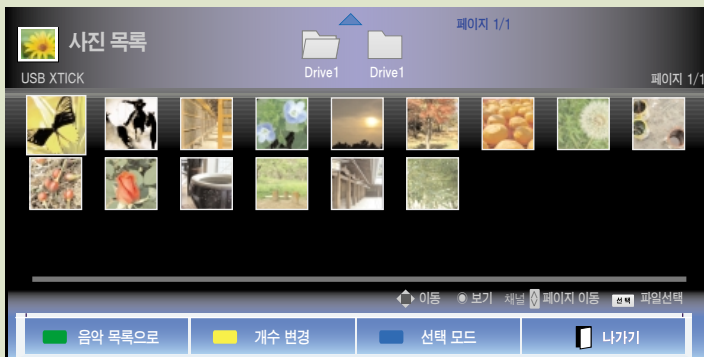 사진 목록
페이지 1/1
Drive1 Drive1
USB XTICK
페이지 1/1
이동 보기 채널 페이지 이동 선택 파일선택
음악 목록으로 개수 변경 선택 모드 나가기